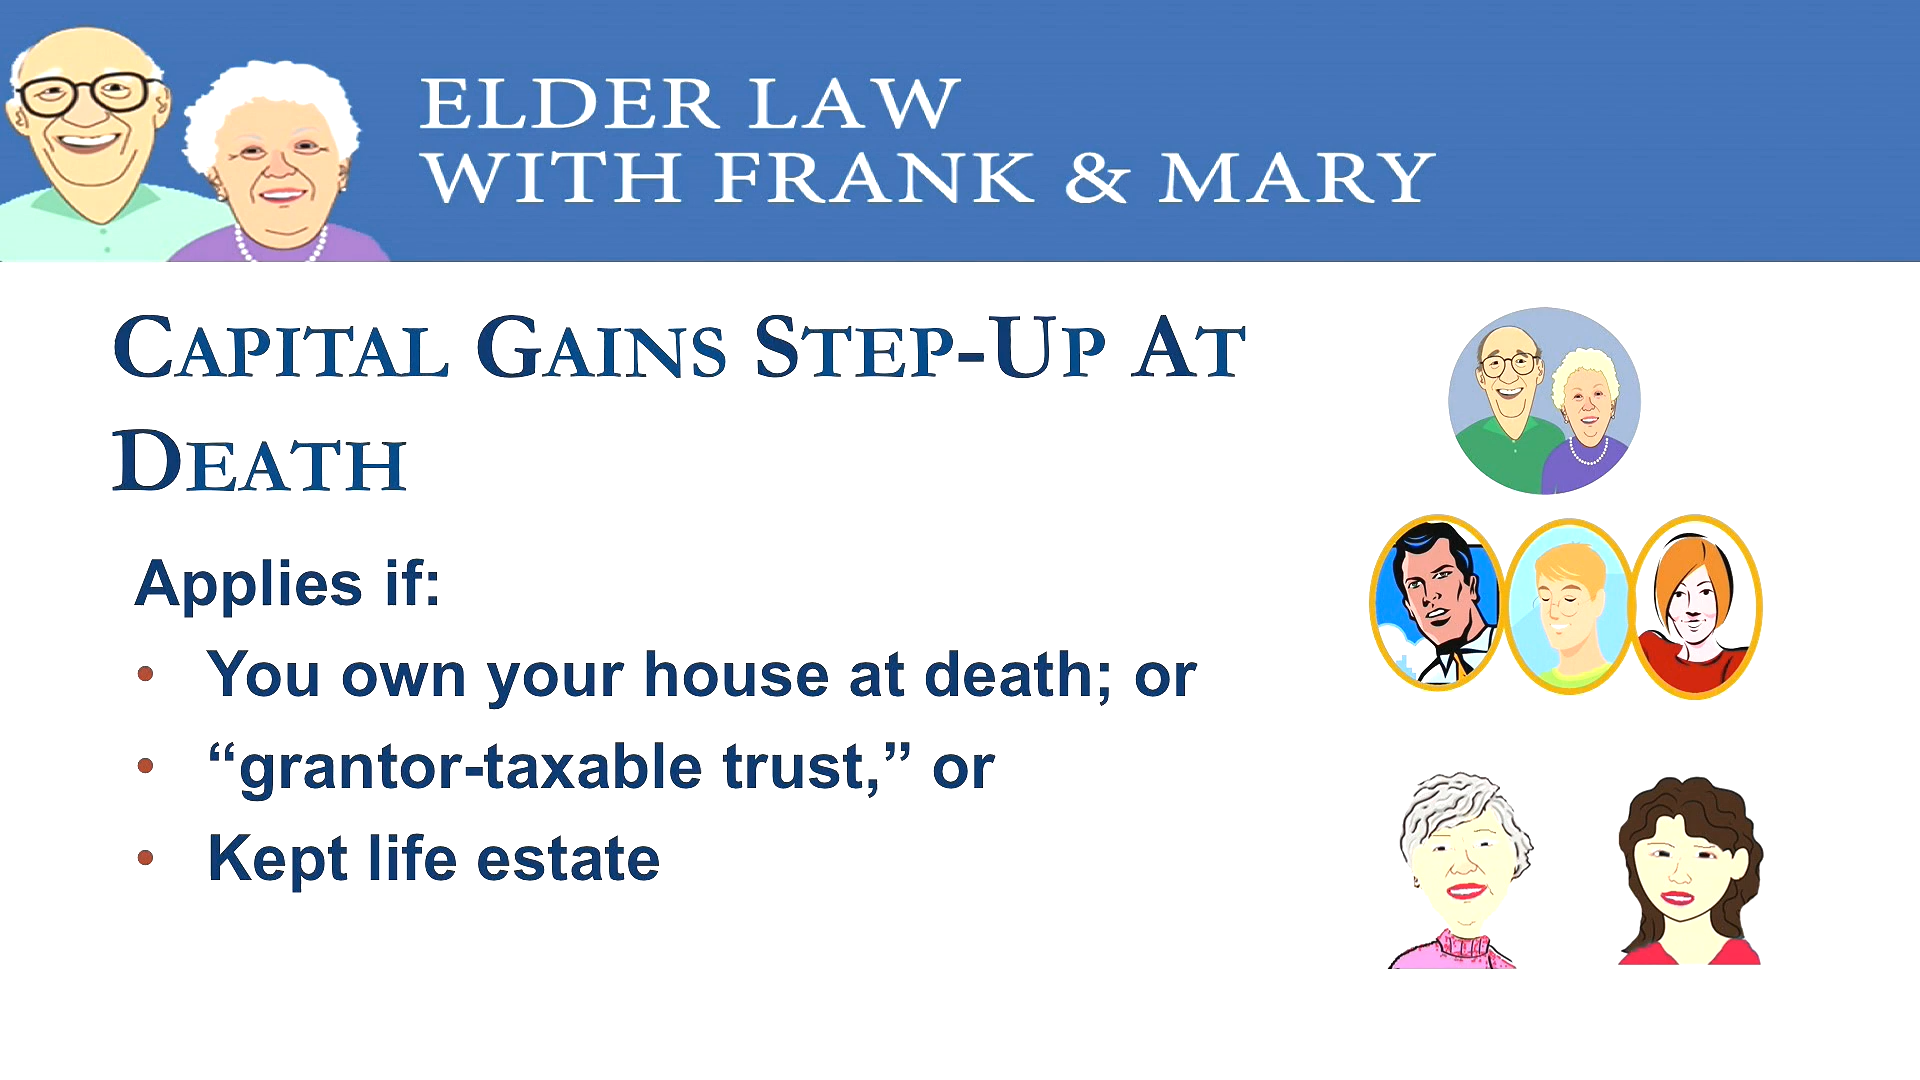 ELDER LAW
WITH FRANK & MARY
CAPITAL GAINS STEP-UP AT
DEATH
Applies if:
• You own your house at death; or
• “grantor-taxable trust,” or
• Kept life estate